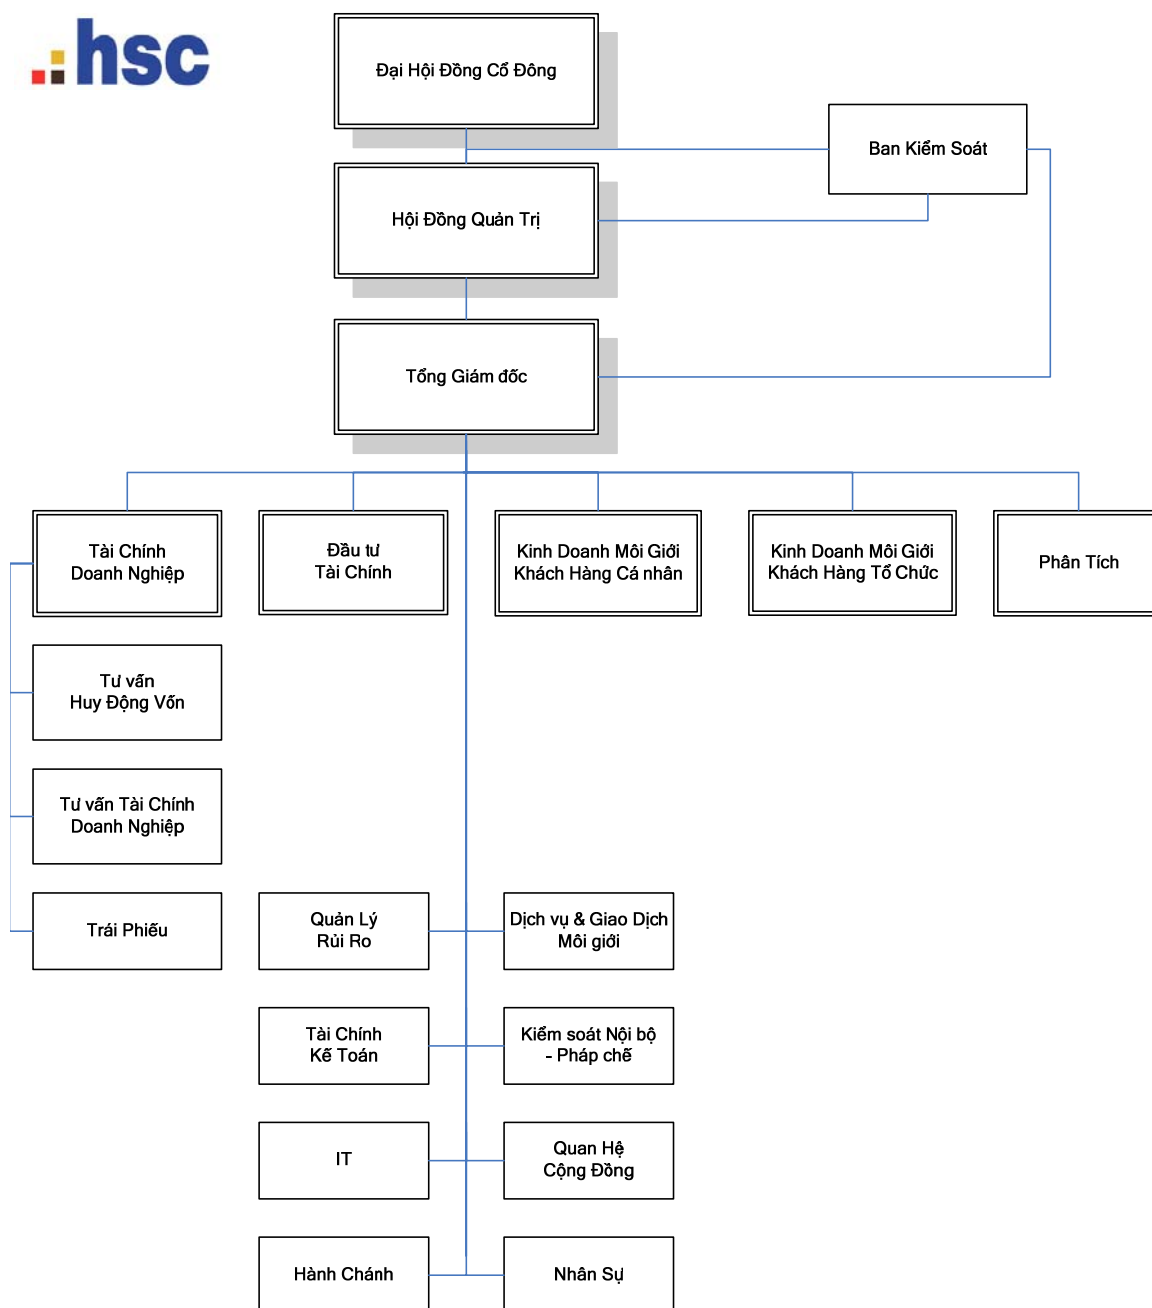 hsc
Đại Hội Đồng Cổ Đông
Ban Kiểm Soát
Hội Đồng Quản Trị
Tổng Giám đốc
Tài Chính
Doanh Nghiệp
Đầu tư
Tài Chính
Kinh Doanh Môi Giới
Khách Hàng Cá nhân
Kinh Doanh Môi Giới
Khách Hàng Tổ Chức
Phân Tích
Tư vấn
Huy Động Vốn
Tư vấn Tài Chính
Doanh Nghiệp
Trái Phiếu
Quản Lý
Rủi Ro
Dịch vụ & Giao Dịch
Môi giới
Tài Chính
Kế Toán
Kiểm soát Nội bộ
- Pháp chế
IT
Quan Hệ
Cộng Đồng
Hành Chánh
Nhân Sự